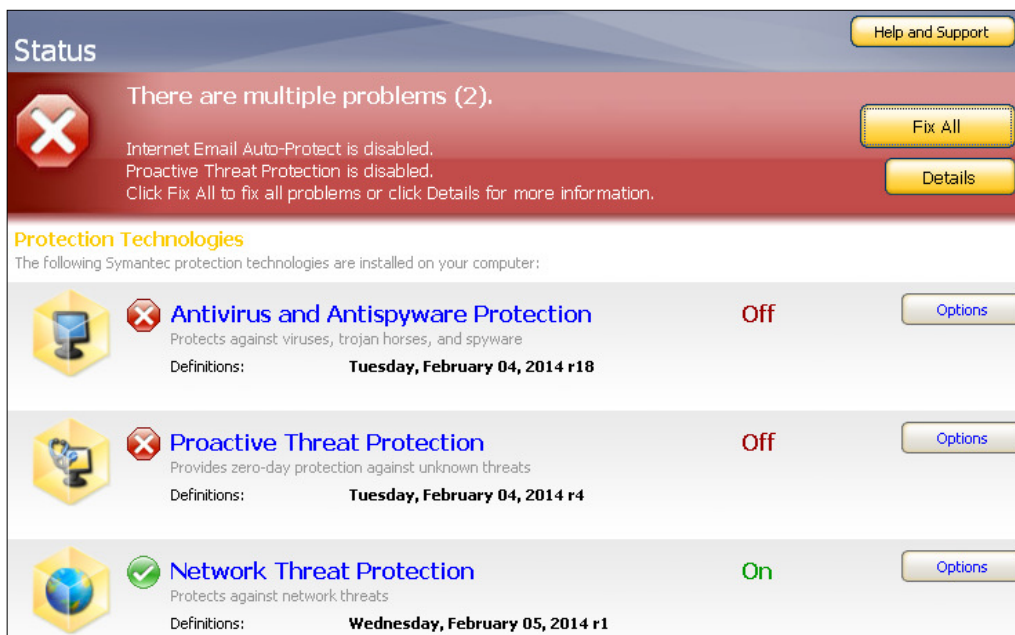 Status
Help and Support
There are multiple problems (2).
Internet Email Auto-Protect is disabled.
Proactive Threat Protection is disabled.
Click Fix All to fix all problems or click Details for more information.
Fix All
Details
Protection Technologies
The following Symantec protection technologies are installed on your computer:
Antivirus and Antispyware Protection
Off
Options
Protects against viruses, trojan horses, and spyware
Definitions: Tuesday, February 04, 2014 r18
Proactive Threat Protection
Off
Options
Provides zero-day protection against unknown threats
Definitions: Tuesday, February 04, 2014 r4
Network Threat Protection
On
Options
Protects against network threats
Definitions: Wednesday, February 05, 2014 r1